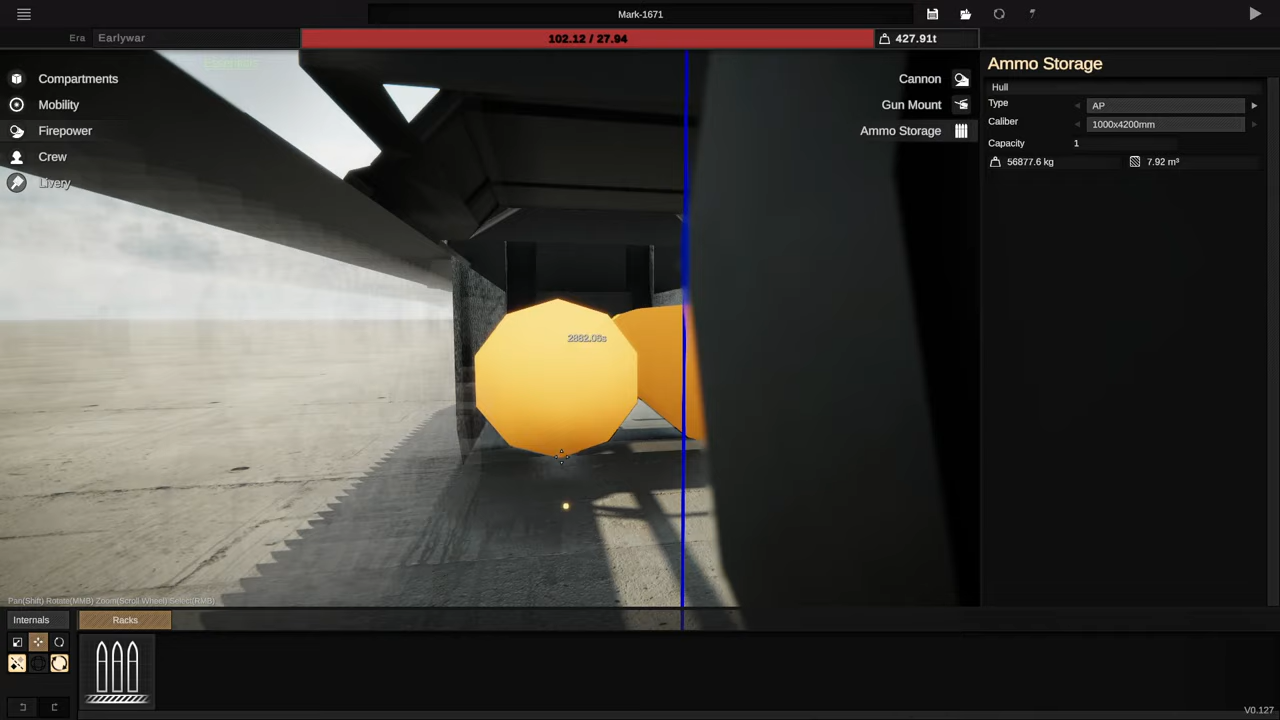 Mark-1671
Era Earlywar
102.12 / 27.94
427.91t
Essentials
Compartments
Mobility
Firepower
Crew
Livery
Cannon
Gun Mount
Ammo Storage
Ammo Storage
Hull
Type AP
Caliber 1000x4200mm
Capacity 1
56877.6 kg 7.92 m³
2882.06s
Pan(Shift) Rotate(MMB) Zoom(Scroll Wheel) Select(RMB)
Internals
Racks
V0.127